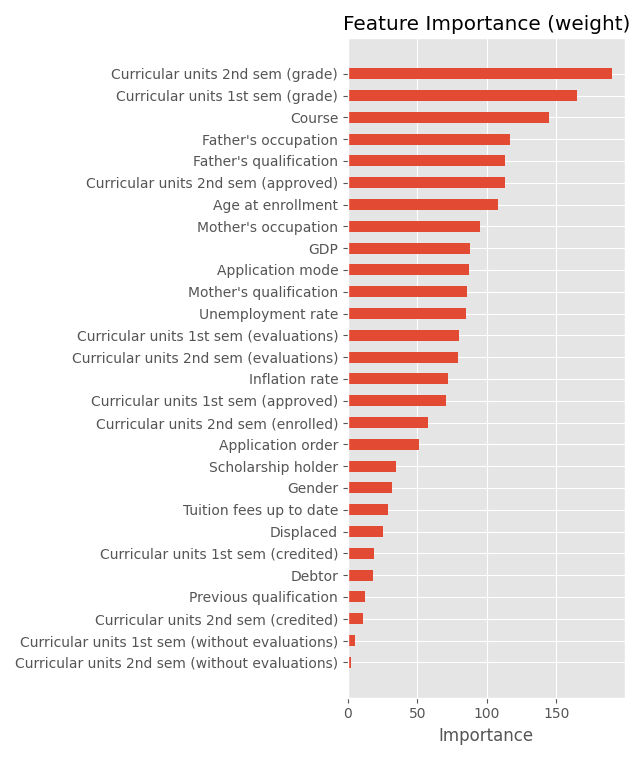 Feature Importance (weight)
Curricular units 2nd sem (grade)
Curricular units 1st sem (grade)
Course
Father's occupation
Father's qualification
Curricular units 2nd sem (approved)
Age at enrollment
Mother's occupation
GDP
Application mode
Mother's qualification
Unemployment rate
Curricular units 1st sem (evaluations)
Curricular units 2nd sem (evaluations)
Inflation rate
Curricular units 1st sem (approved)
Curricular units 2nd sem (enrolled)
Application order
Scholarship holder
Gender
Tuition fees up to date
Displaced
Curricular units 1st sem (credited)
Debtor
Previous qualification
Curricular units 2nd sem (credited)
Curricular units 1st sem (without evaluations)
Curricular units 2nd sem (without evaluations)
0 50 100 150
Importance